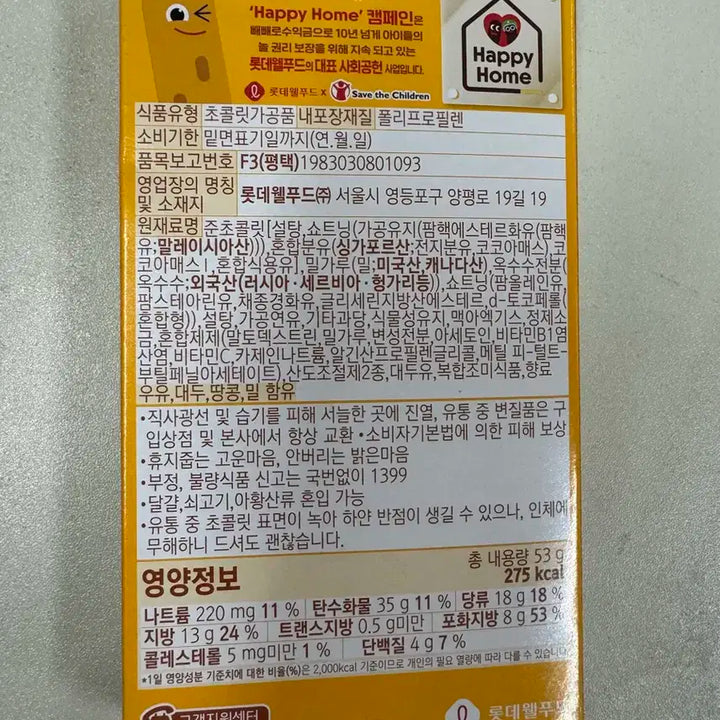 ‘Happy Home’ 캠페인은
빼빼로수익금으로 10년 넘게 아이들의
놀 권리 보장을 위해 지속 되고 있는
롯데웰푸드의 대표 사회공헌 사업입니다.
롯데웰푸드 x Save the Children
Happy
Home
식품유형 초콜릿가공품 내포장재질 폴리프로필렌
소비기한 밑면표기일까지(연.월.일)
품목보고번호 F3(평택)1983030801093
영업장의 명칭 및 소재지 롯데웰푸드㈜ 서울시 영등포구 양평로 19길 19
원재료명 준초콜릿[설탕,쇼트닝(가공유지(팜핵에스테르화유(팜핵
유;말레이시아산))),혼합분유(싱가포르산;전지분유,코코아매스),코
코아매스Ⅰ,혼합식용유],밀가루(밀;미국산,캐나다산),옥수수전분(
옥수수;외국산(러시아·세르비아·헝가리등)),쇼트닝(팜올레인유,
팜스테아린유,채종경화유,글리세린지방산에스테르,d-토코페롤(
혼합형)),설탕,가공연유,기타과당,식물성유지,맥아엑기스,정제소
금,혼합제제(말토덱스트린,밀가루,변성전분,아세토인,비타민B1염
산염,비타민C,카제인나트륨,알긴산프로필렌글리콜,메틸 피-털트-
부틸페닐아세테이트),산도조절제2종,대두유,복합조미식품,향료
우유,대두,땅콩,밀 함유
•직사광선 및 습기를 피해 서늘한 곳에 진열, 유통 중 변질품은 구
입상점 및 본사에서 항상 교환 •소비자기본법에 의한 피해 보상
•휴지줍는 고운마음, 안버리는 밝은마음
•부정, 불량식품 신고는 국번없이 1399
•달걀,쇠고기,아황산류 혼입 가능
•유통 중 초콜릿 표면이 녹아 하얀 반점이 생길 수 있으나, 인체에
무해하니 드셔도 괜찮습니다.
영양정보 총 내용량 53 g
275 kcal
나트륨 220 mg 11 % 탄수화물 35 g 11 % 당류 18 g 18 %
지방 13 g 24 % 트랜스지방 0.5 g미만 포화지방 8 g 53 %
콜레스테롤 5 mg미만 1 % 단백질 4 g 7 %
*1일 영양성분 기준치에 대한 비율(%)은 2,000kcal 기준이므로 개인의 필요 열량에 따라 다를 수 있습니다
고객지원센터
롯데웰푸드